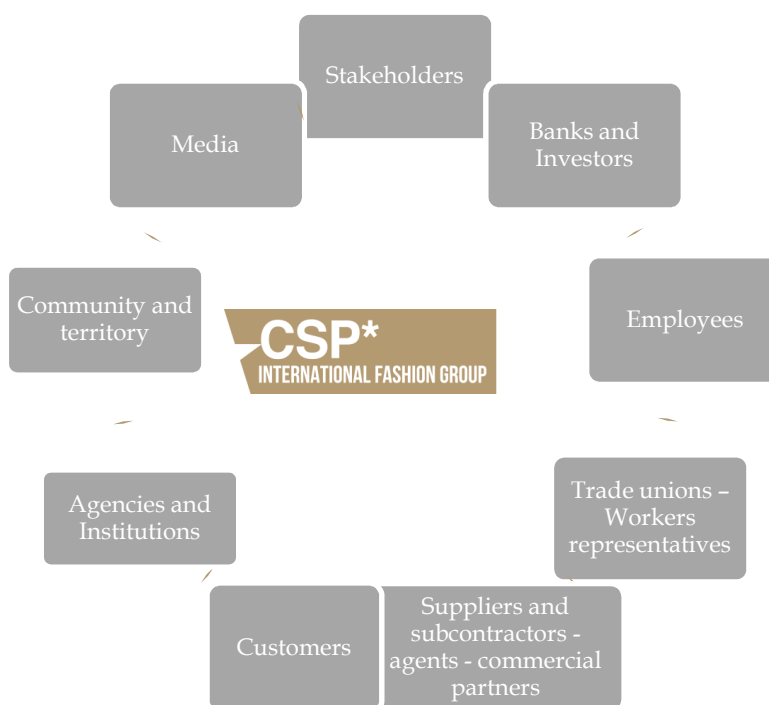 Stakeholders
Media
Banks and
Investors
Community and
territory
CSP*
INTERNATIONAL FASHION GROUP
Employees
Agencies and
Institutions
Trade unions –
Workers
representatives
Customers
Suppliers and
subcontractors -
agents - commercial
partners